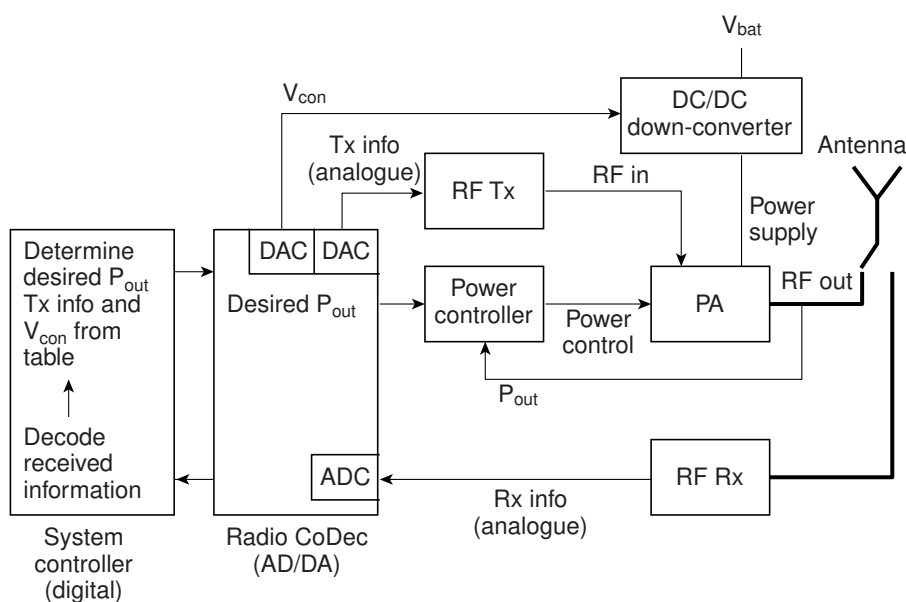 V_bat
V_con
DC/DC
down-converter
Tx info
(analogue)
RF Tx
RF in
Antenna
Power
supply
DAC
DAC
Determine
desired P_out
Tx info and
V_con from
table
Desired P_out
Power
controller
Power
control
PA
RF out
P_out
Decode
received
information
ADC
Rx info
(analogue)
RF Rx
System
controller
(digital)
Radio CoDec
(AD/DA)